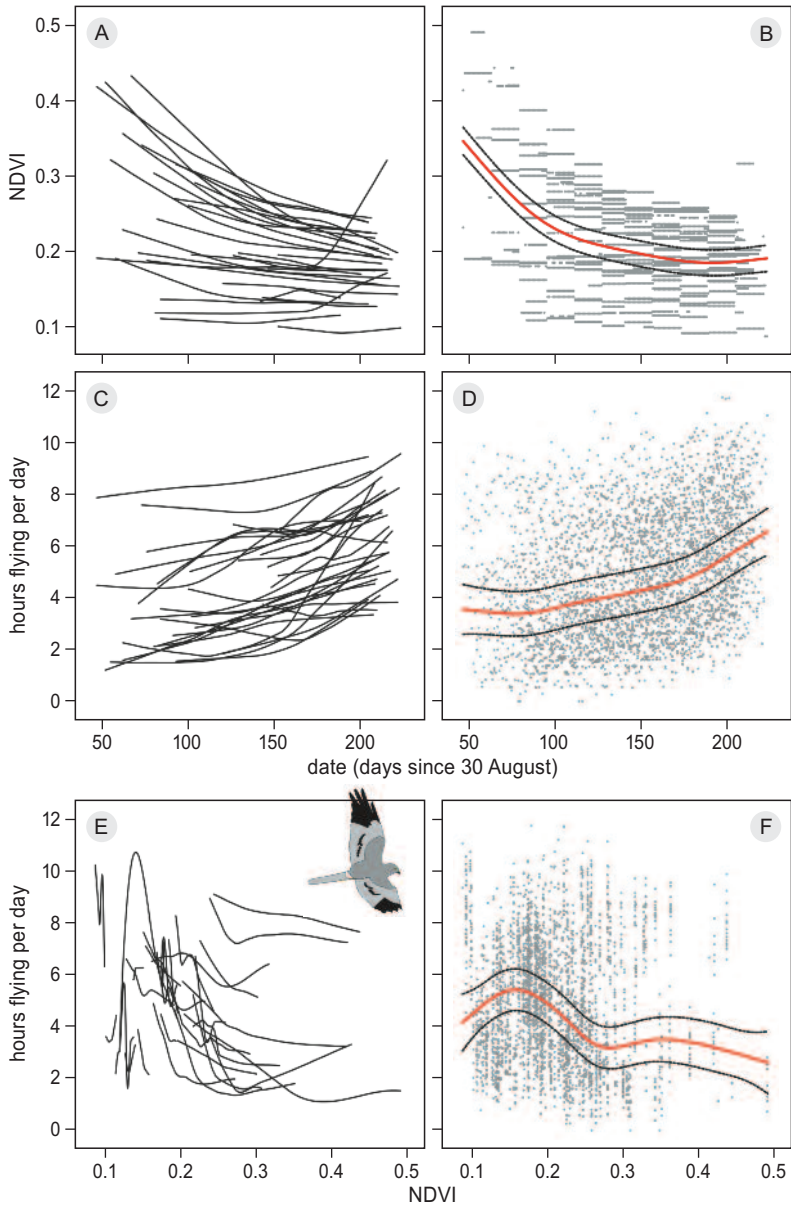 A
B
0.5
0.4
0.3
0.2
0.1
NDVI
C
D
12
10
8
6
4
2
0
hours flying per day
50 100 150 200 50 100 150 200
date (days since 30 August)
E
F
12
10
8
6
4
2
0
hours flying per day
0.1 0.2 0.3 0.4 0.5 0.1 0.2 0.3 0.4 0.5
NDVI